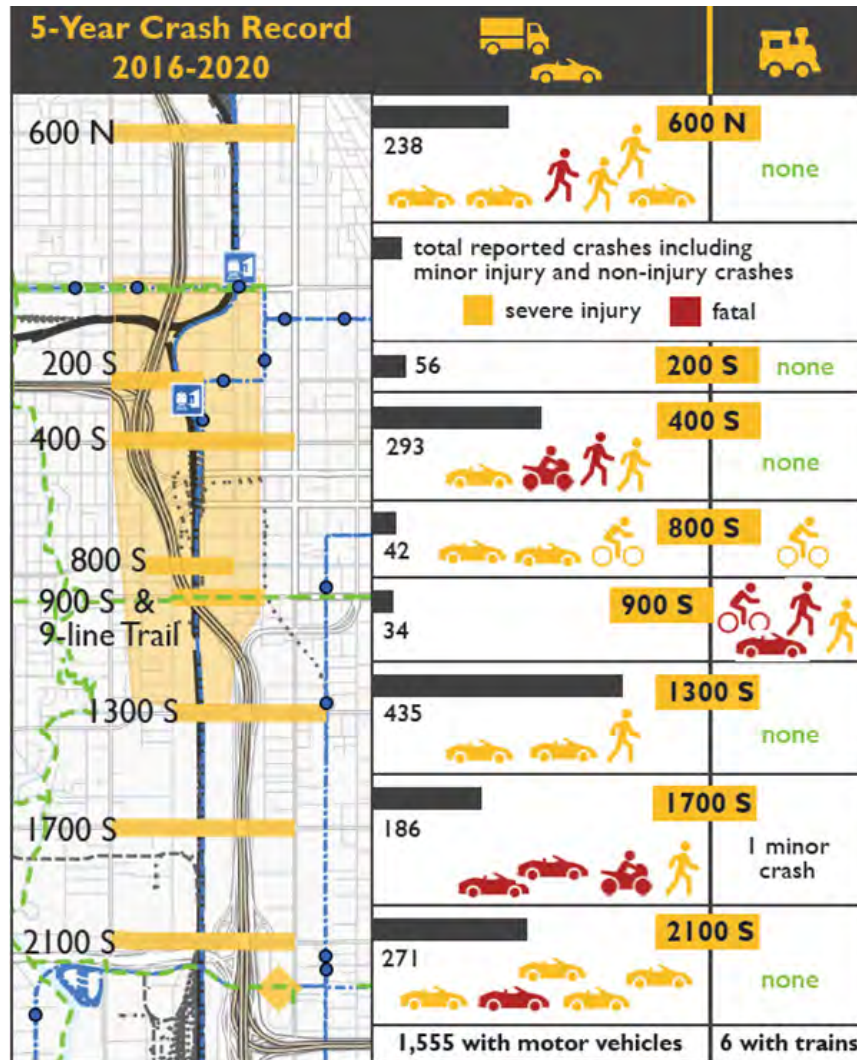 5-Year Crash Record
2016-2020
600 N
200 S
400 S
800 S
900 S &
9-line Trail
1300 S
1700 S
2100 S
600 N
238
none
total reported crashes including
minor injury and non-injury crashes
severe injury
fatal
56
200 S
none
400 S
293
none
800 S
42
900 S
34
1300 S
435
none
1700 S
186
1 minor
crash
2100 S
271
none
1,555 with motor vehicles
6 with trains